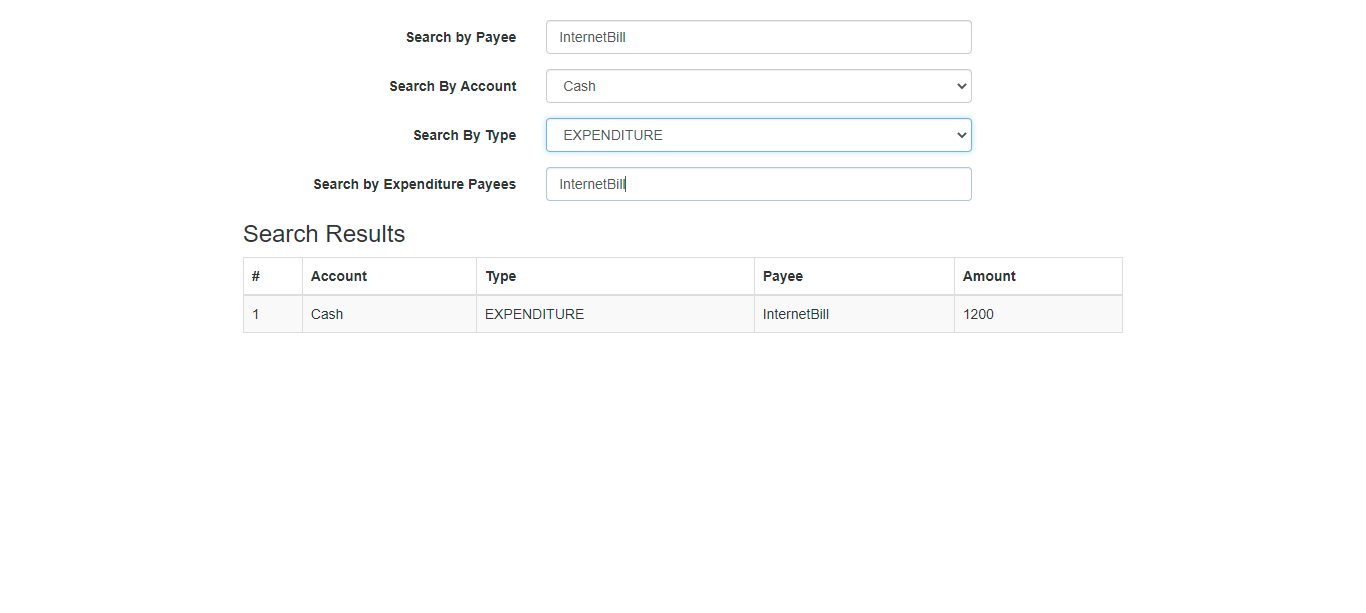 Search by Payee InternetBill
Search By Account Cash
Search By Type EXPENDITURE
Search by Expenditure Payees InternetBill
Search Results
# Account Type Payee Amount
1 Cash EXPENDITURE InternetBill 1200